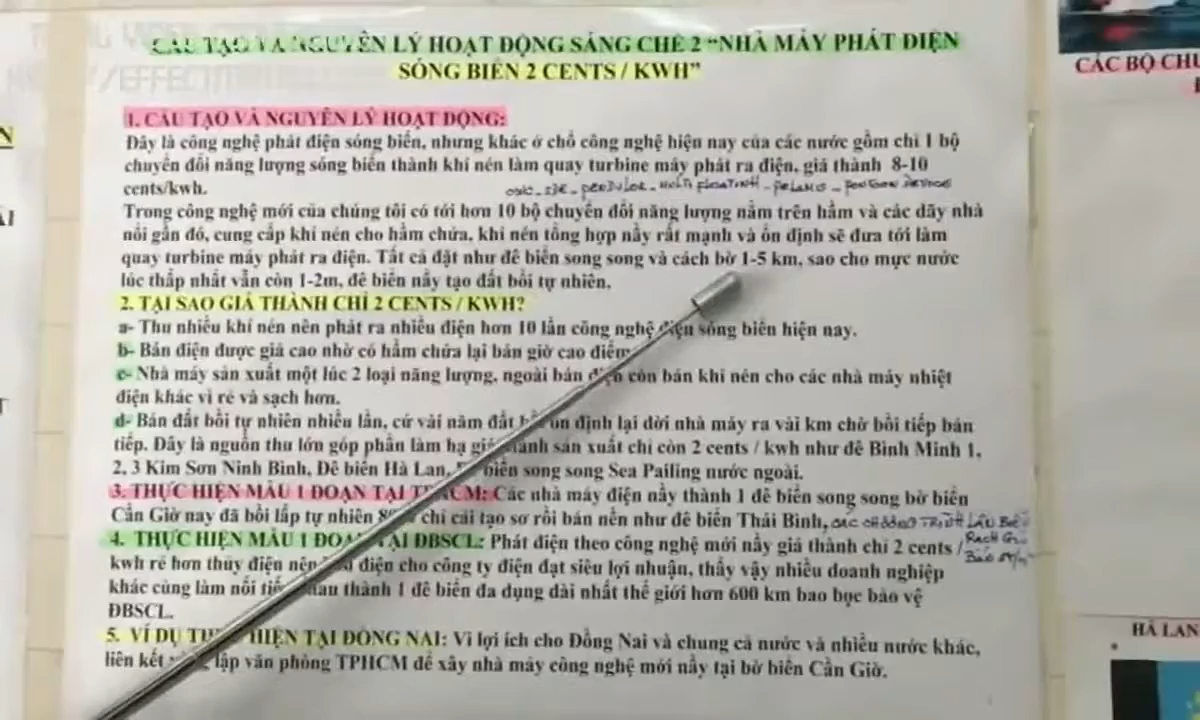 CẤU TẠO VÀ NGUYÊN LÝ HOẠT ĐỘNG SÁNG CHẾ 2 “NHÀ MÁY PHÁT ĐIỆN
SÓNG BIỂN 2 CENTS / KWH”
1. CẤU TẠO VÀ NGUYÊN LÝ HOẠT ĐỘNG:
Đây là công nghệ phát điện sóng biển, nhưng khác ở chỗ công nghệ hiện nay của các nước gồm chỉ 1 bộ
chuyển đổi năng lượng sóng biển thành khí nén làm quay turbine máy phát ra điện, giá thành 8-10
cents/kwh.
Trong công nghệ mới của chúng tôi có tới hơn 10 bộ chuyển đổi năng lượng nằm trên hầm và các dãy nhà
nổi gần đó, cung cấp khí nén cho hầm chứa, khí nén tổng hợp nầy rất mạnh và ổn định sẽ đưa tới làm
quay turbine máy phát ra điện. Tất cả đặt như đê biển song song và cách bờ 1-5 km, sao cho mực nước
lúc thấp nhất vẫn còn 1-2m, đê biển nầy tạo đất bồi tự nhiên.
2. TẠI SAO GIÁ THÀNH CHỈ 2 CENTS / KWH?
a- Thu nhiều khí nén nên phát ra nhiều điện hơn 10 lần công nghệ điện sóng biển hiện nay.
b- Bán điện được giá cao nhờ có hầm chứa lại bán giờ cao điểm
c- Nhà máy sản xuất một lúc 2 loại năng lượng, ngoài bán điện còn bán khí nén cho các nhà máy nhiệt
điện khác vì rẻ và sạch hơn.
d- Bán đất bồi tự nhiên nhiều lần, cứ vài năm đất ổn định lại dời nhà máy ra vài km chờ bồi tiếp bán
tiếp. Đây là nguồn thu lớn góp phần làm hạ giá thành sản xuất chỉ còn 2 cents / kwh như đê Bình Minh 1,
2, 3 Kim Sơn Ninh Bình, Đê biển Hà Lan, biển song song Sea Pailing nước ngoài.
3. THỰC HIỆN MẪU 1 ĐOẠN TẠI TPHCM: Các nhà máy điện nầy thành 1 đê biển song song bờ biển
Cần Giờ nay đã bồi lấp tự nhiên chỉ cải tạo sơ rồi bán nền như đê biển Thái Bình, CÁC CHƯƠNG TRÌNH LẤN BIỂN
RẠCH GIÁ
4. THỰC HIỆN MẪU 1 ĐOẠN TẠI ĐBSCL: Phát điện theo công nghệ mới nầy giá thành chỉ 2 cents /
kwh rẻ hơn thủy điện điện cho công ty điện đạt siêu lợi nhuận, thấy vậy nhiều doanh nghiệp
khác cùng làm nối nhau thành 1 đê biển đa dụng dài nhất thế giới hơn 600 km bao bọc bảo vệ
ĐBSCL.
5. VÍ DỤ THỰC HIỆN TẠI ĐỒNG NAI: Vì lợi ích cho Đồng Nai và chung cả nước và nhiều nước khác,
liên kết lập văn phòng TPHCM để xây nhà máy công nghệ mới nầy tại bờ biển Cần Giờ.
CÁC BỘ
HÀ LAN